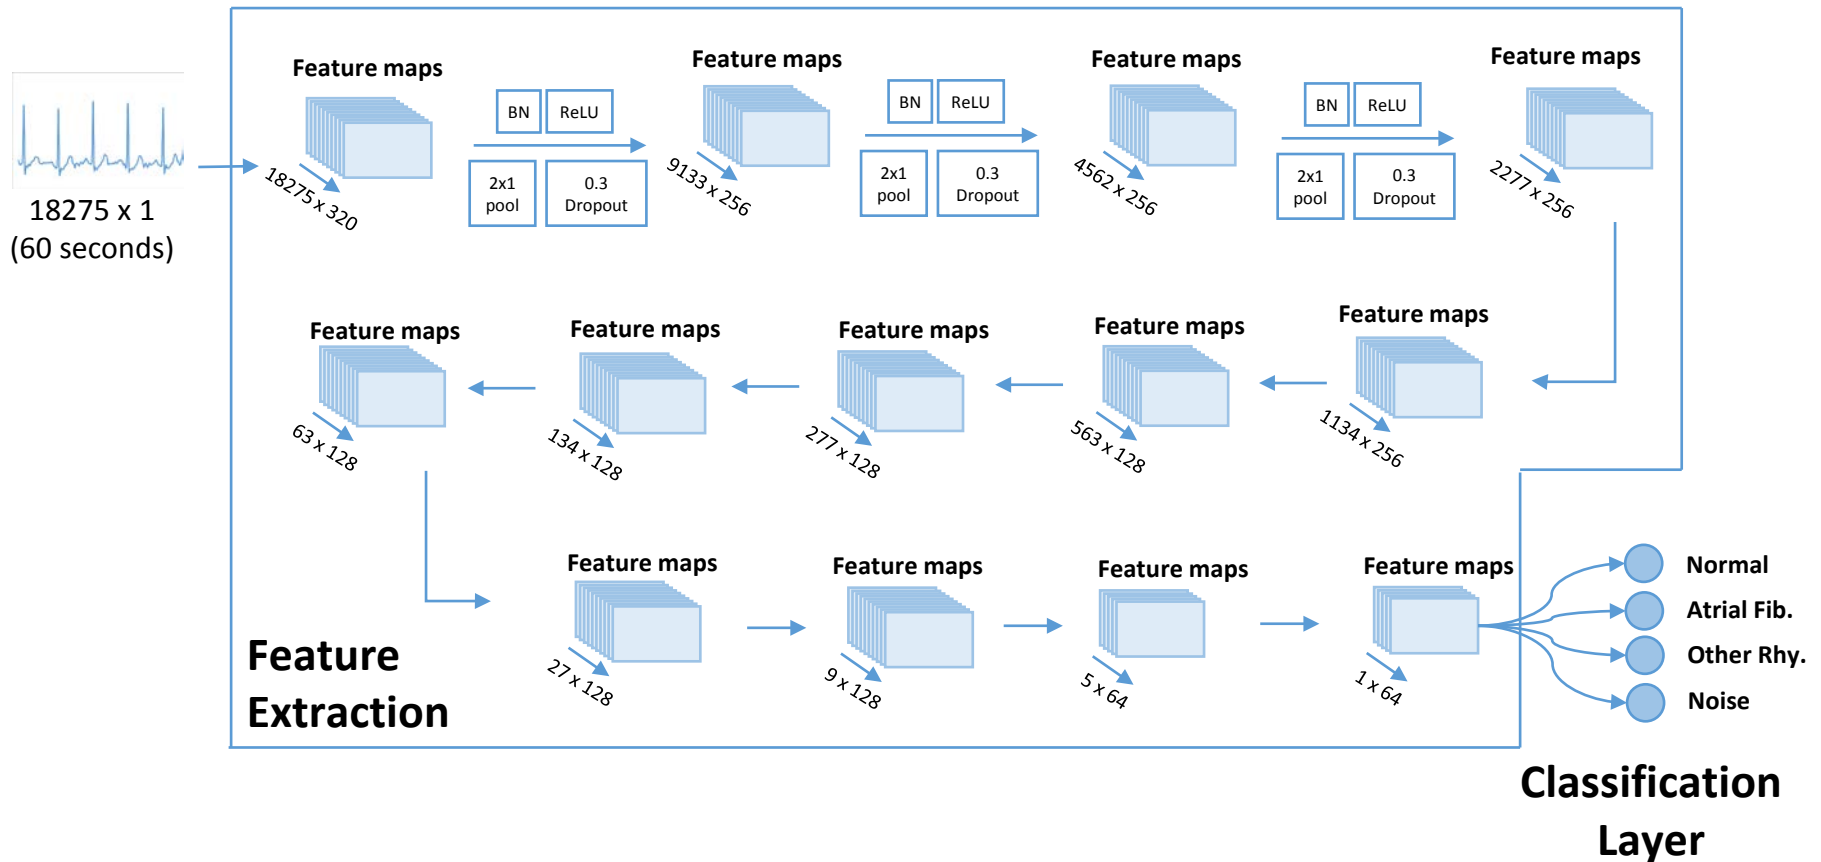 18275 x 1
(60 seconds)
Feature maps
18275 x 320
BN
ReLU
2x1
pool
0.3
Dropout
Feature maps
9133 x 256
BN
ReLU
2x1
pool
0.3
Dropout
Feature maps
4562 x 256
BN
ReLU
2x1
pool
0.3
Dropout
Feature maps
2277 x 256
Feature maps
1134 x 256
Feature maps
563 x 128
Feature maps
277 x 128
Feature maps
134 x 128
Feature maps
63 x 128
Feature maps
27 x 128
Feature maps
9 x 128
Feature maps
5 x 64
Feature maps
1 x 64
Feature
Extraction
Normal
Atrial Fib.
Other Rhy.
Noise
Classification
Layer